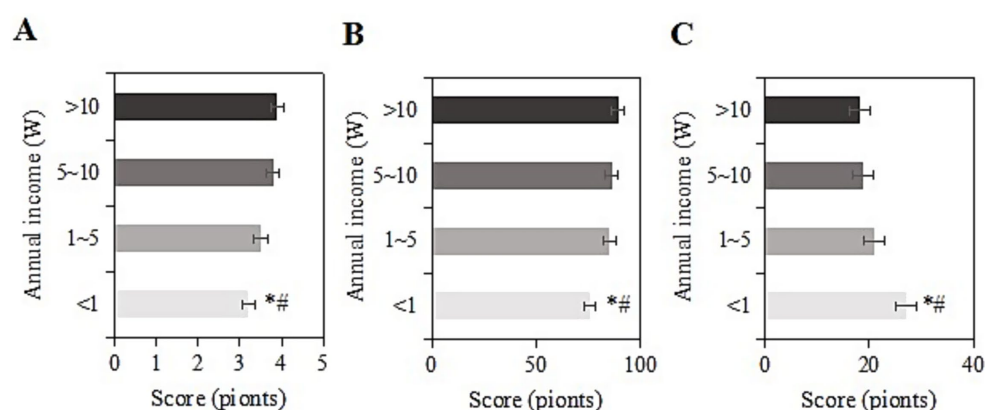 A
Annual income (W)
>10
5~10
1~5
<1
*#
0 1 2 3 4 5
Score (pionts)
B
Annual income (W)
>10
5~10
1~5
<1
*#
0 50 100
Score (pionts)
C
Annual income (W)
>10
5~10
1~5
<1
*#
0 20 40
Score (pionts)